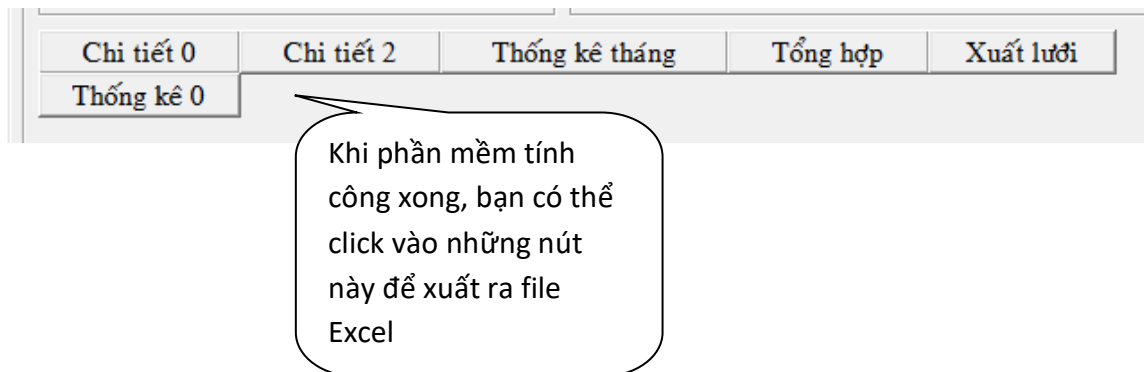 Chi tiết 0 Chi tiết 2 Thống kê tháng Tổng hợp Xuất lưới
Thống kê 0
Khi phần mềm tính
công xong, bạn có thể
click vào những nút
này để xuất ra file
Excel